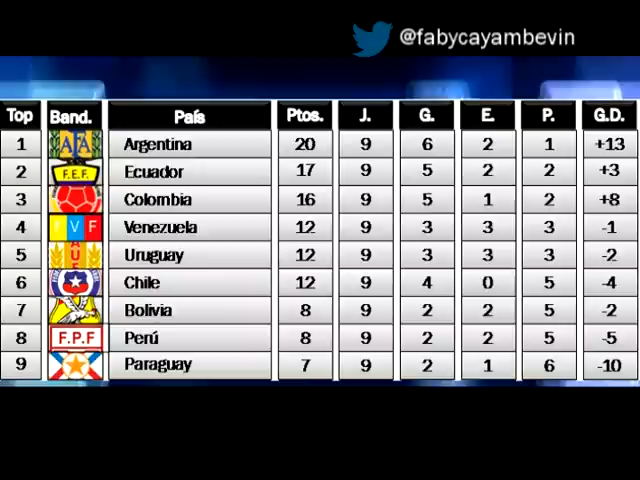 @fabycayambevin
Top Band. País Ptos. J. G. E. P. G.D.
1 AFA Argentina 20 9 6 2 1 +13
2 F.E.F. Ecuador 17 9 5 2 2 +3
3 Colombia 16 9 5 1 2 +8
4 V F Venezuela 12 9 3 3 3 -1
5 AUF Uruguay 12 9 3 3 3 -2
6 Chile 12 9 4 0 5 -4
7 Bolivia 8 9 2 2 5 -2
8 F.P.F Perú 8 9 2 2 5 -5
9 Paraguay 7 9 2 1 6 -10